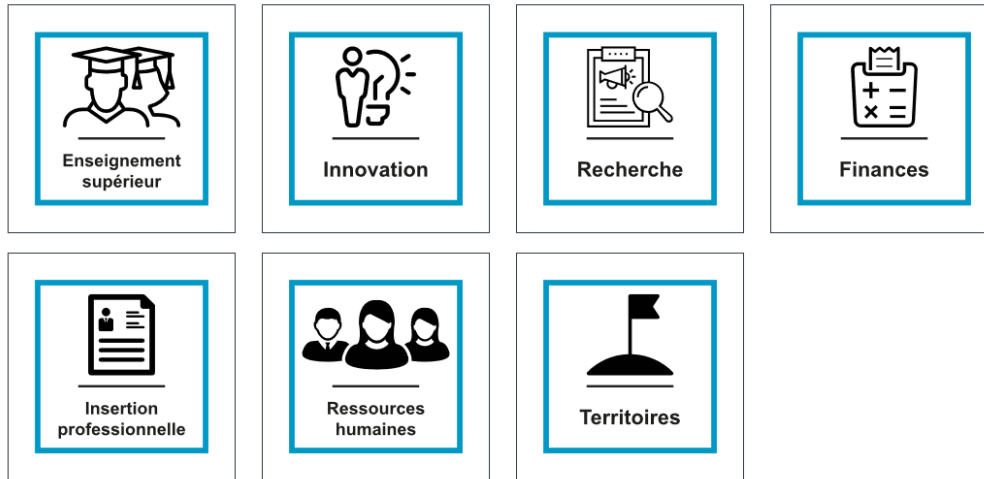 Enseignement
supérieur
Innovation
Recherche
Finances
Insertion
professionnelle
Ressources
humaines
Territoires